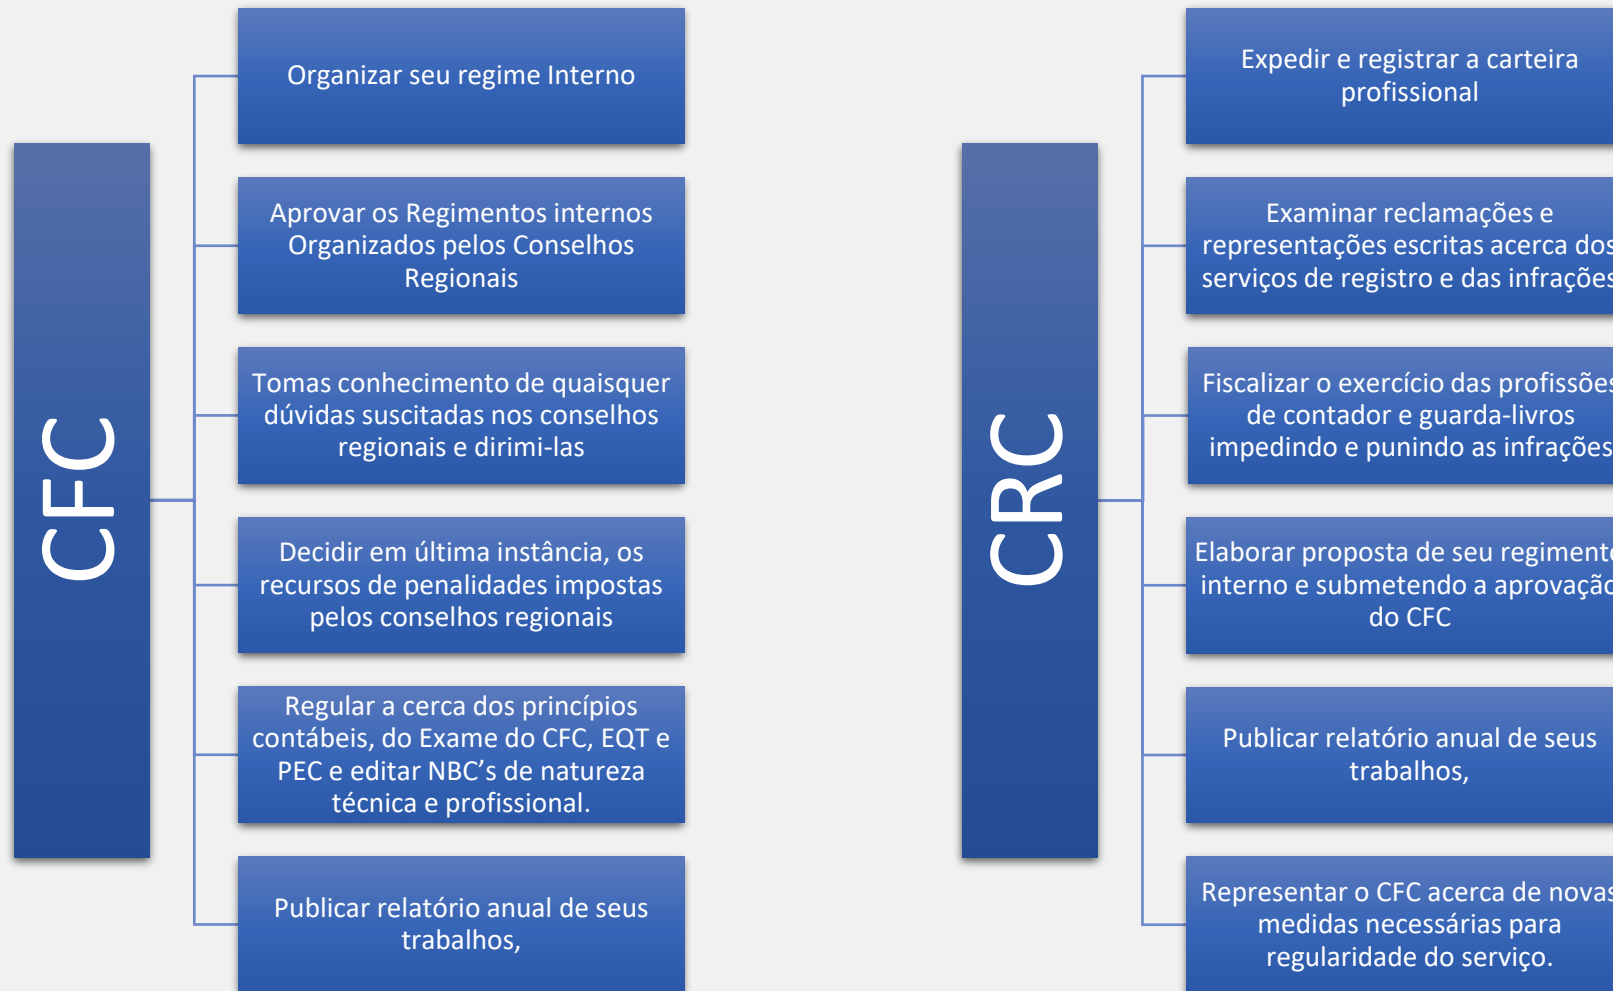 CFC
Organizar seu regime Interno
Aprovar os Regimentos internos
Organizados pelos Conselhos
Regionais
Tomas conhecimento de quaisquer
dúvidas suscitadas nos conselhos
regionais e dirimi-las
Decidir em última instância, os
recursos de penalidades impostas
pelos conselhos regionais
Regular a cerca dos princípios
contábeis, do Exame do CFC, EQT e
PEC e editar NBC’s de natureza
técnica e profissional.
Publicar relatório anual de seus
trabalhos,
CRC
Expedir e registrar a carteira
profissional
Examinar reclamações e
representações escritas acerca dos
serviços de registro e das infrações
Fiscalizar o exercício das profissões
de contador e guarda-livros
impedindo e punindo as infrações
Elaborar proposta de seu regimento
interno e submetendo a aprovação
do CFC
Publicar relatório anual de seus
trabalhos,
Representar o CFC acerca de novas
medidas necessárias para
regularidade do serviço.